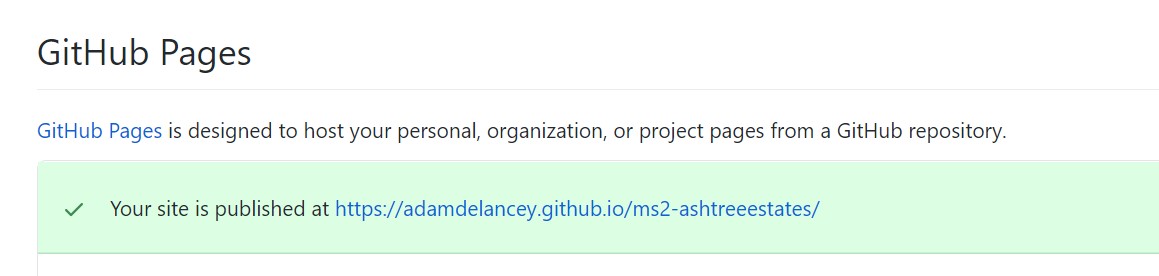 GitHub Pages
GitHub Pages is designed to host your personal, organization, or project pages from a GitHub repository.
Your site is published at https://adamdelancey.github.io/ms2-ashtreeestates/